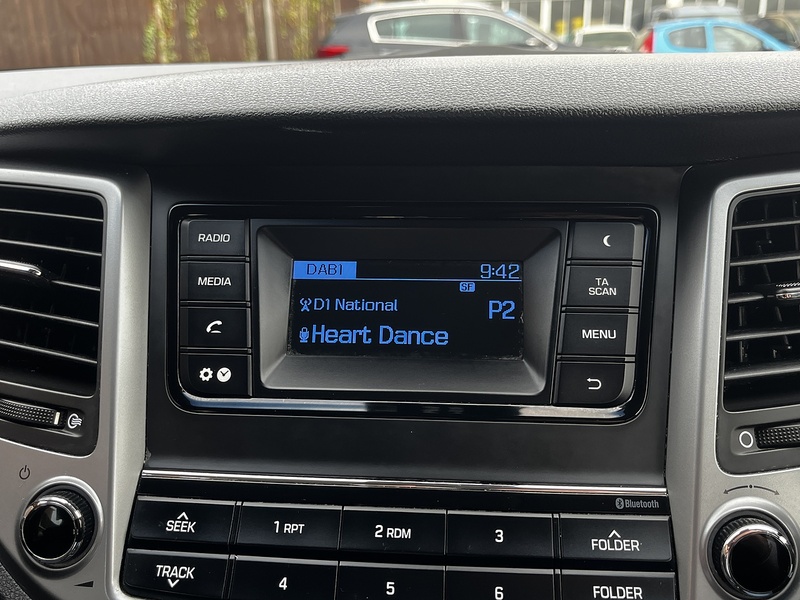 RADIO
MEDIA
DAB1
9:42
SF
D1 National
P2
Heart Dance
TA
SCAN
MENU
Bluetooth
SEEK
1 RPT
2 RDM
3
FOLDER
TRACK
4
5
6
FOLDER